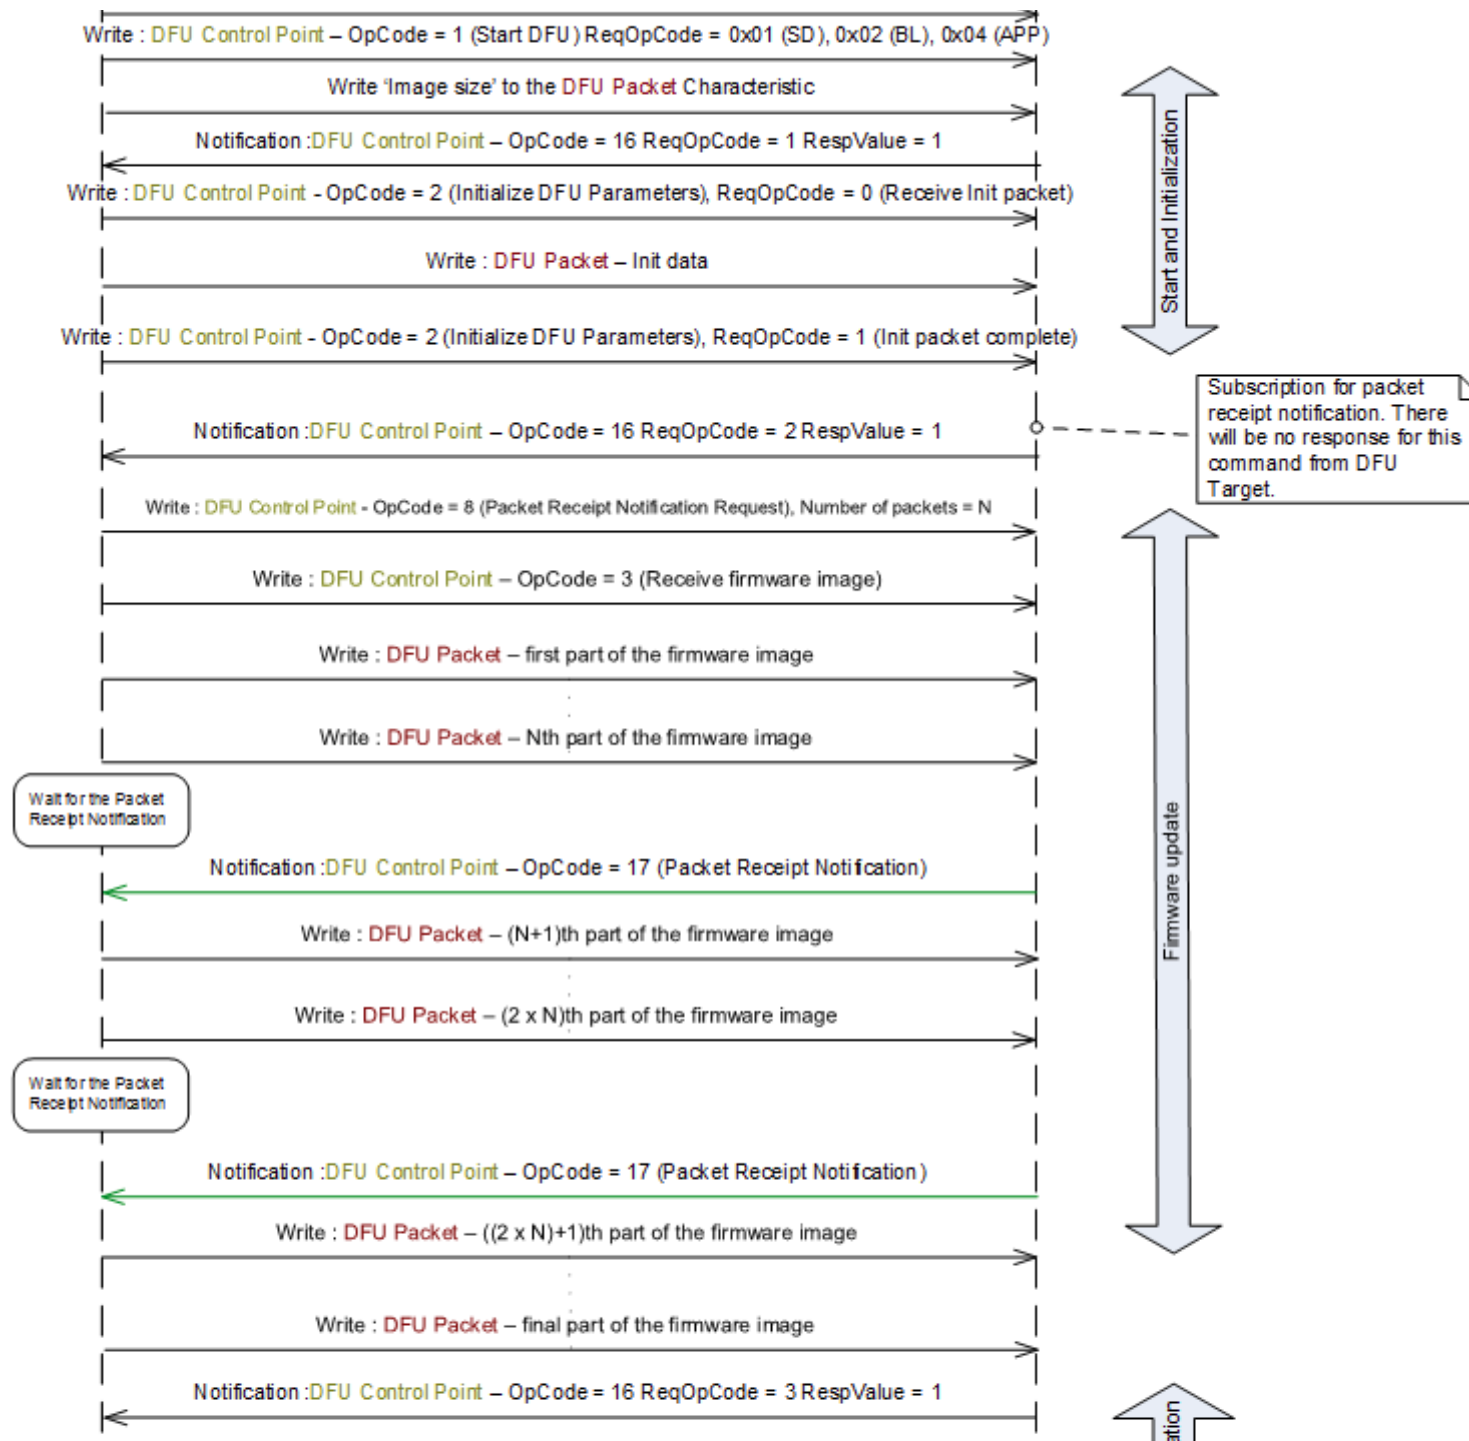 Write : DFU Control Point – OpCode = 1 (Start DFU) ReqOpCode = 0x01 (SD), 0x02 (BL), 0x04 (APP)
Write ‘Image size’ to the DFU Packet Characteristic
Notification :DFU Control Point – OpCode = 16 ReqOpCode = 1 RespValue = 1
Write : DFU Control Point - OpCode = 2 (Initialize DFU Parameters), ReqOpCode = 0 (Receive Init packet)
Write : DFU Packet – Init data
Write : DFU Control Point - OpCode = 2 (Initialize DFU Parameters), ReqOpCode = 1 (Init packet complete)
Start and Initialization
Notification :DFU Control Point – OpCode = 16 ReqOpCode = 2 RespValue = 1
Subscription for packet
receipt notification. There
will be no response for this
command from DFU
Target.
Write : DFU Control Point - OpCode = 8 (Packet Receipt Notification Request), Number of packets = N
Write : DFU Control Point – OpCode = 3 (Receive firmware image)
Write : DFU Packet – first part of the firmware image
Write : DFU Packet – Nth part of the firmware image
Wait for the Packet
Receipt Notification
Notification :DFU Control Point – OpCode = 17 (Packet Receipt Notification)
Firmware update
Write : DFU Packet – (N+1)th part of the firmware image
Write : DFU Packet – (2 x N)th part of the firmware image
Wait for the Packet
Receipt Notification
Notification :DFU Control Point – OpCode = 17 (Packet Receipt Notification)
Write : DFU Packet – ((2 x N)+1)th part of the firmware image
Write : DFU Packet – final part of the firmware image
Notification :DFU Control Point – OpCode = 16 ReqOpCode = 3 RespValue = 1